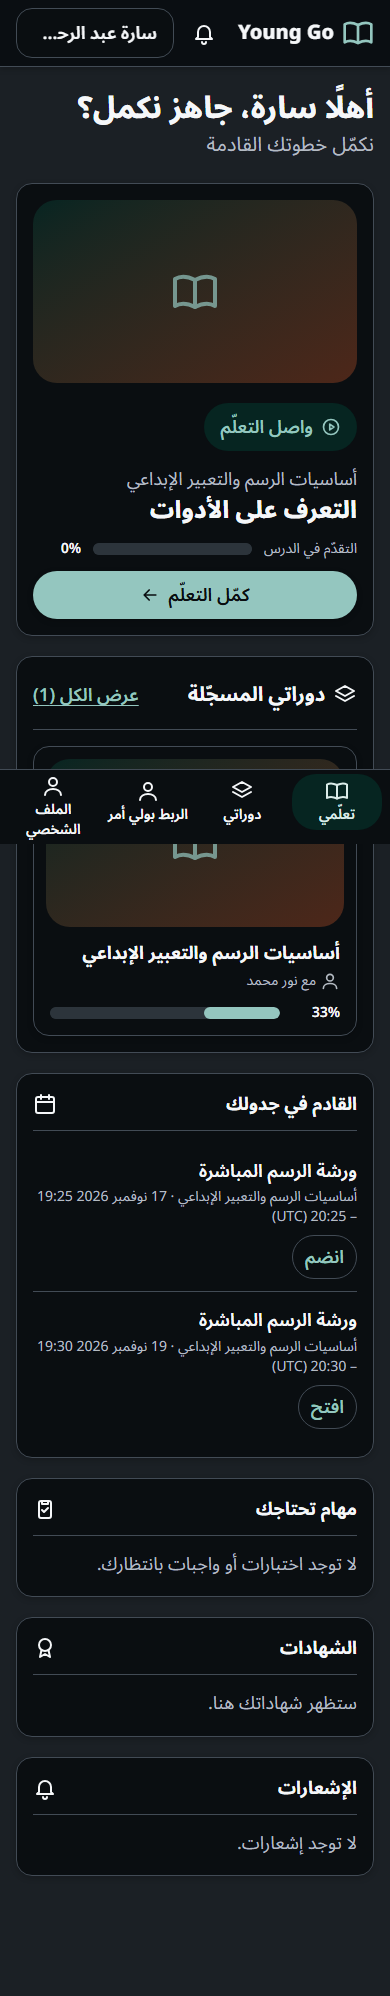 Young Go
سارة عبد الرحـ...
أهلًا سارة، جاهز نكمل؟
نكمّل خطوتك القادمة
واصل التعلّم
أساسيات الرسم والتعبير الإبداعي
التعرف على الأدوات
التقدّم في الدرس
0%
كمّل التعلّم ←
دوراتي المسجّلة
عرض الكل (1)
تعلّمي
دوراتي
الربط بولي أمر
الملف
الشخصي
أساسيات الرسم والتعبير الإبداعي
مع نور محمد
33%
القادم في جدولك
ورشة الرسم المباشرة
أساسيات الرسم والتعبير الإبداعي · 17 نوفمبر 2026 19:25
– 20:25 (UTC)
انضم
ورشة الرسم المباشرة
أساسيات الرسم والتعبير الإبداعي · 19 نوفمبر 2026 19:30
– 20:30 (UTC)
افتح
مهام تحتاجك
لا توجد اختبارات أو واجبات بانتظارك.
الشهادات
ستظهر شهاداتك هنا.
الإشعارات
لا توجد إشعارات.